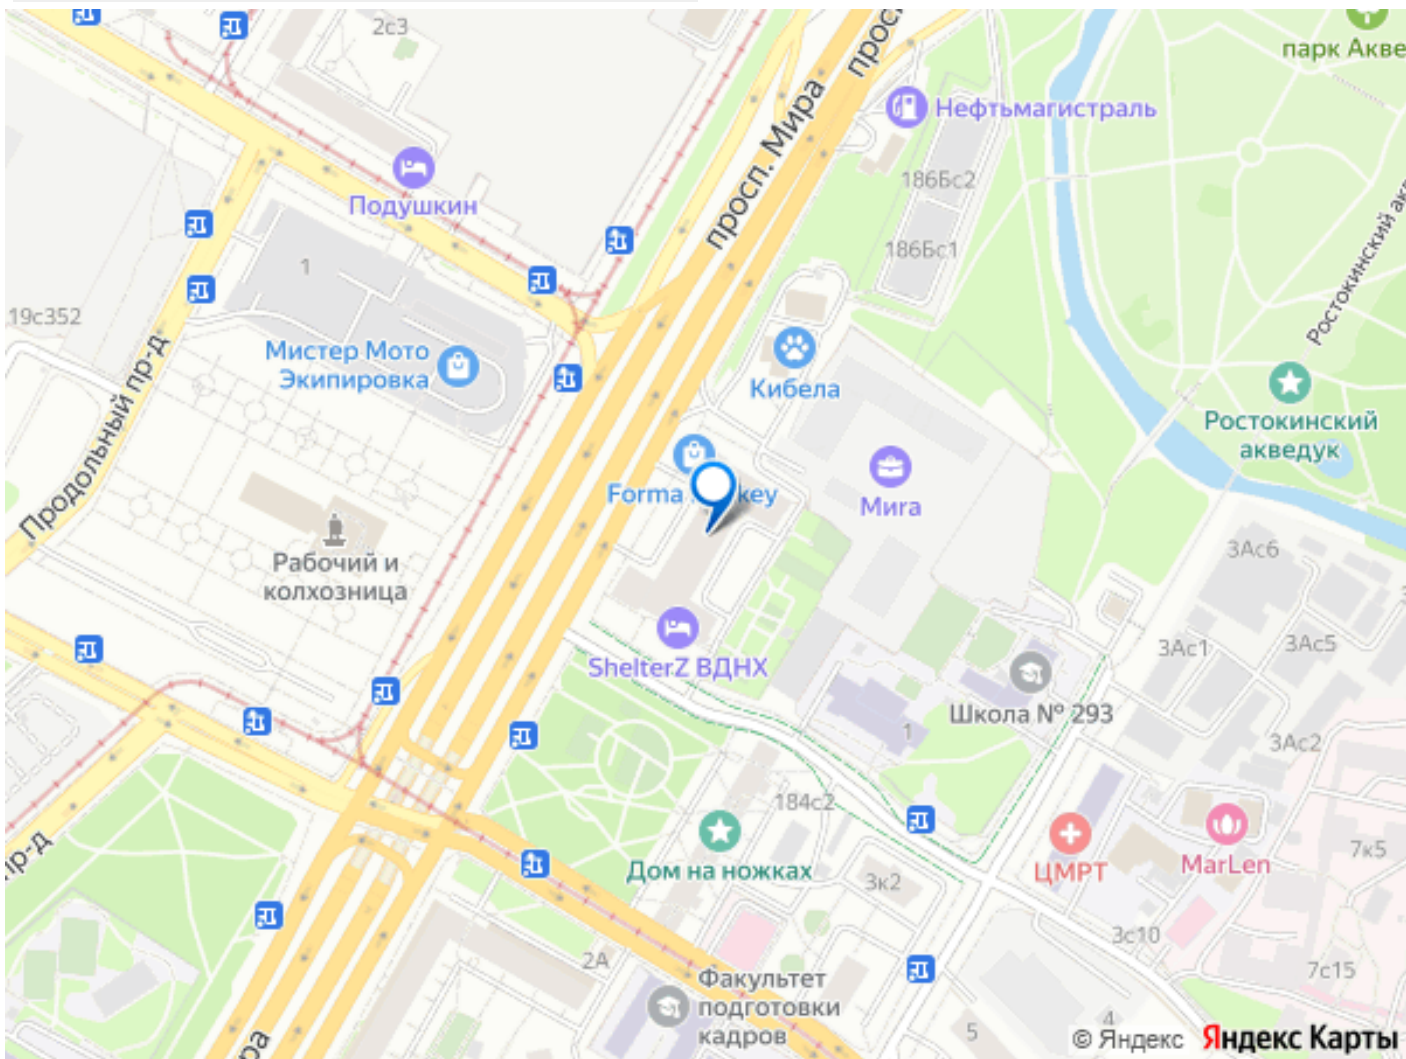 2с3
просп.
парк Акве
просп. Мира
Нефтьмагистраль
Подушкин
186Бс2
186Бс1
Ростокинский акв
1
19с352
Мистер Мото
Экипировка
Кибела
Продольный пр-д
Ростокинский
акведук
Forma
key
Мига
Рабочий и
колхозница
3Ас6
3Ас1
3Ас5
ShelterZ ВДНХ
Школа № 293
1
3Ас2
184с2
пр-д
Дом на ножках
3к2
ЦМРТ
MarLen
7к5
3с10
2А
7с15
Факультет
подготовки
кадров
5
4
ра
© Яндекс Яндекс Карты